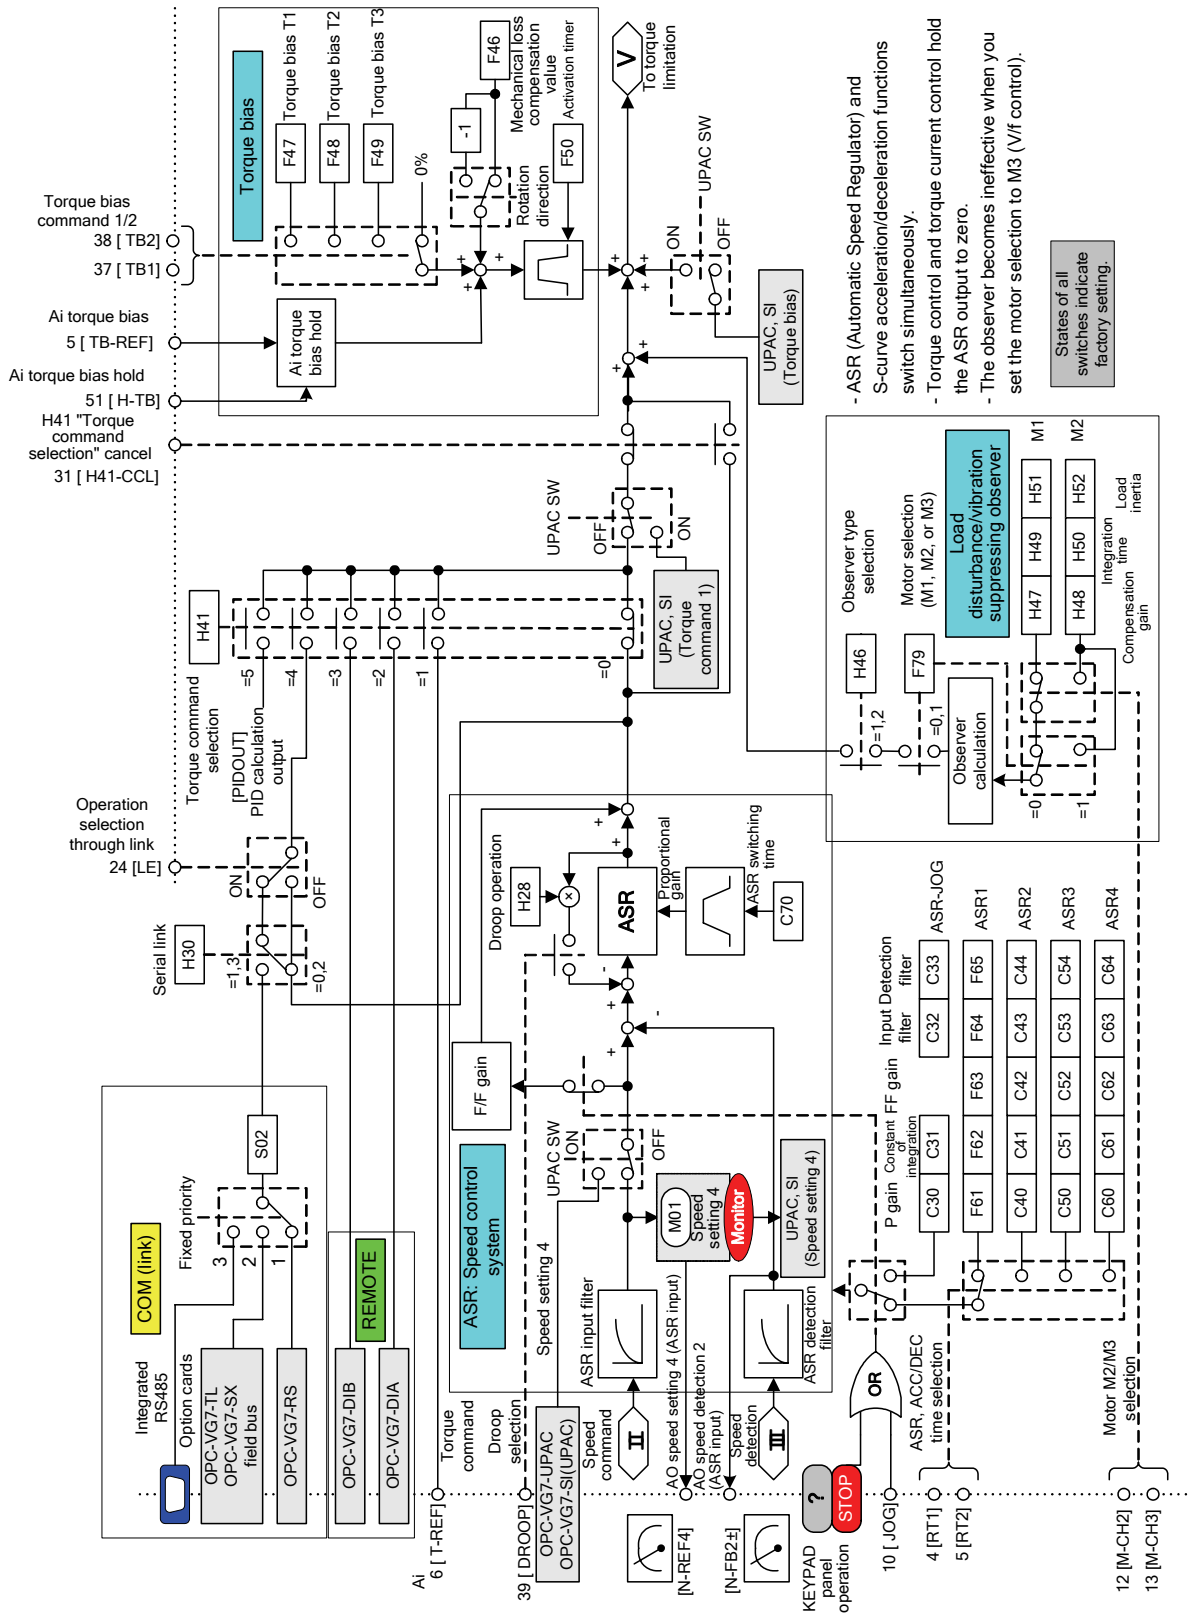 Torque bias
command 1/2
38 [ TB2]
37 [ TB1]
Ai torque bias
5 [ TB-REF]
Ai torque bias hold
51 [ H-TB]
H41 "Torque
command
selection" cancel
31 [ H41-CCL]
Operation
selection
through link
24 [LE]
Torque bias
F47
Torque bias T1
F48
Torque bias T2
F49
Torque bias T3
0%
Ai torque
bias hold
-1
F46
Mechanical loss
compensation
value
Rotation
direction
F50
Activation timer
+
+
+
+
+
+
+
+
V
To torque
limitation
UPAC SW
ON
OFF
UPAC, SI
(Torque bias)
+
+
- ASR (Automatic Speed Regulator) and
S-curve acceleration/deceleration functions
switch simultaneously.
- Torque control and torque current control hold
the ASR output to zero.
- The observer becomes ineffective when you
set the motor selection to M3 (V/f control).
States of all
switches indicate
factory setting.
UPAC SW
OFF
ON
UPAC, SI
(Torque
command 1)
H41
Torque command
selection
=5
=4
=3
=2
=1
=0
[PIDOUT]
PID calculation
output
ON
OFF
Serial link
H30
=1,3
=0,2
Observer type
selection
H46
=1,2
Motor selection
(M1, M2, or M3)
F79
=0,1
Load
disturbance/vibration
suppressing observer
Observer
calculation
=0
=1
H47
H49
H51
M1
H48
H50
H52
M2
Compensation
gain
Integration
time
Load
inertia
COM (link)
Integrated
RS485
Option cards
OPC-VG7-TL
OPC-VG7-SX
field bus
OPC-VG7-RS
Fixed priority
3
2
1
S02
REMOTE
OPC-VG7-DIB
OPC-VG7-DIA
Ai
6 [ T-REF]
Torque
command
39 [ DROOP]
Droop
selection
OPC-VG7-UPAC
OPC-VG7-SI(UPAC)
Speed setting 4
ASR: Speed control
system
F/F gain
UPAC SW
ON
OFF
Droop operation
H28
×
ASR
Proportional
gain
ASR switching
time
C70
+
-
+
-
+
+
+
Speed
command
II
ASR input filter
M01
Speed
setting 4
Monitor
UPAC, SI
(Speed setting 4)
AO speed setting 4 (ASR input)
[N-REF4]
AO speed detection 2
(ASR input)
[N-FB2±]
Speed
detection
III
ASR detection
filter
KEYPAD
panel
operation
?
STOP
10 [ JOG]
OR
4 [RT1]
5 [RT2]
ASR, ACC/DEC
time selection
12 [M-CH2]
13 [M-CH3]
Motor M2/M3
selection
P gain
Constant
of
integration
FF gain
Input
filter
Detection
filter
C30
C31
C32
C33
ASR-JOG
F61
F62
F63
F64
F65
ASR1
C40
C41
C42
C43
C44
ASR2
C50
C51
C52
C53
C54
ASR3
C60
C61
C62
C63
C64
ASR4